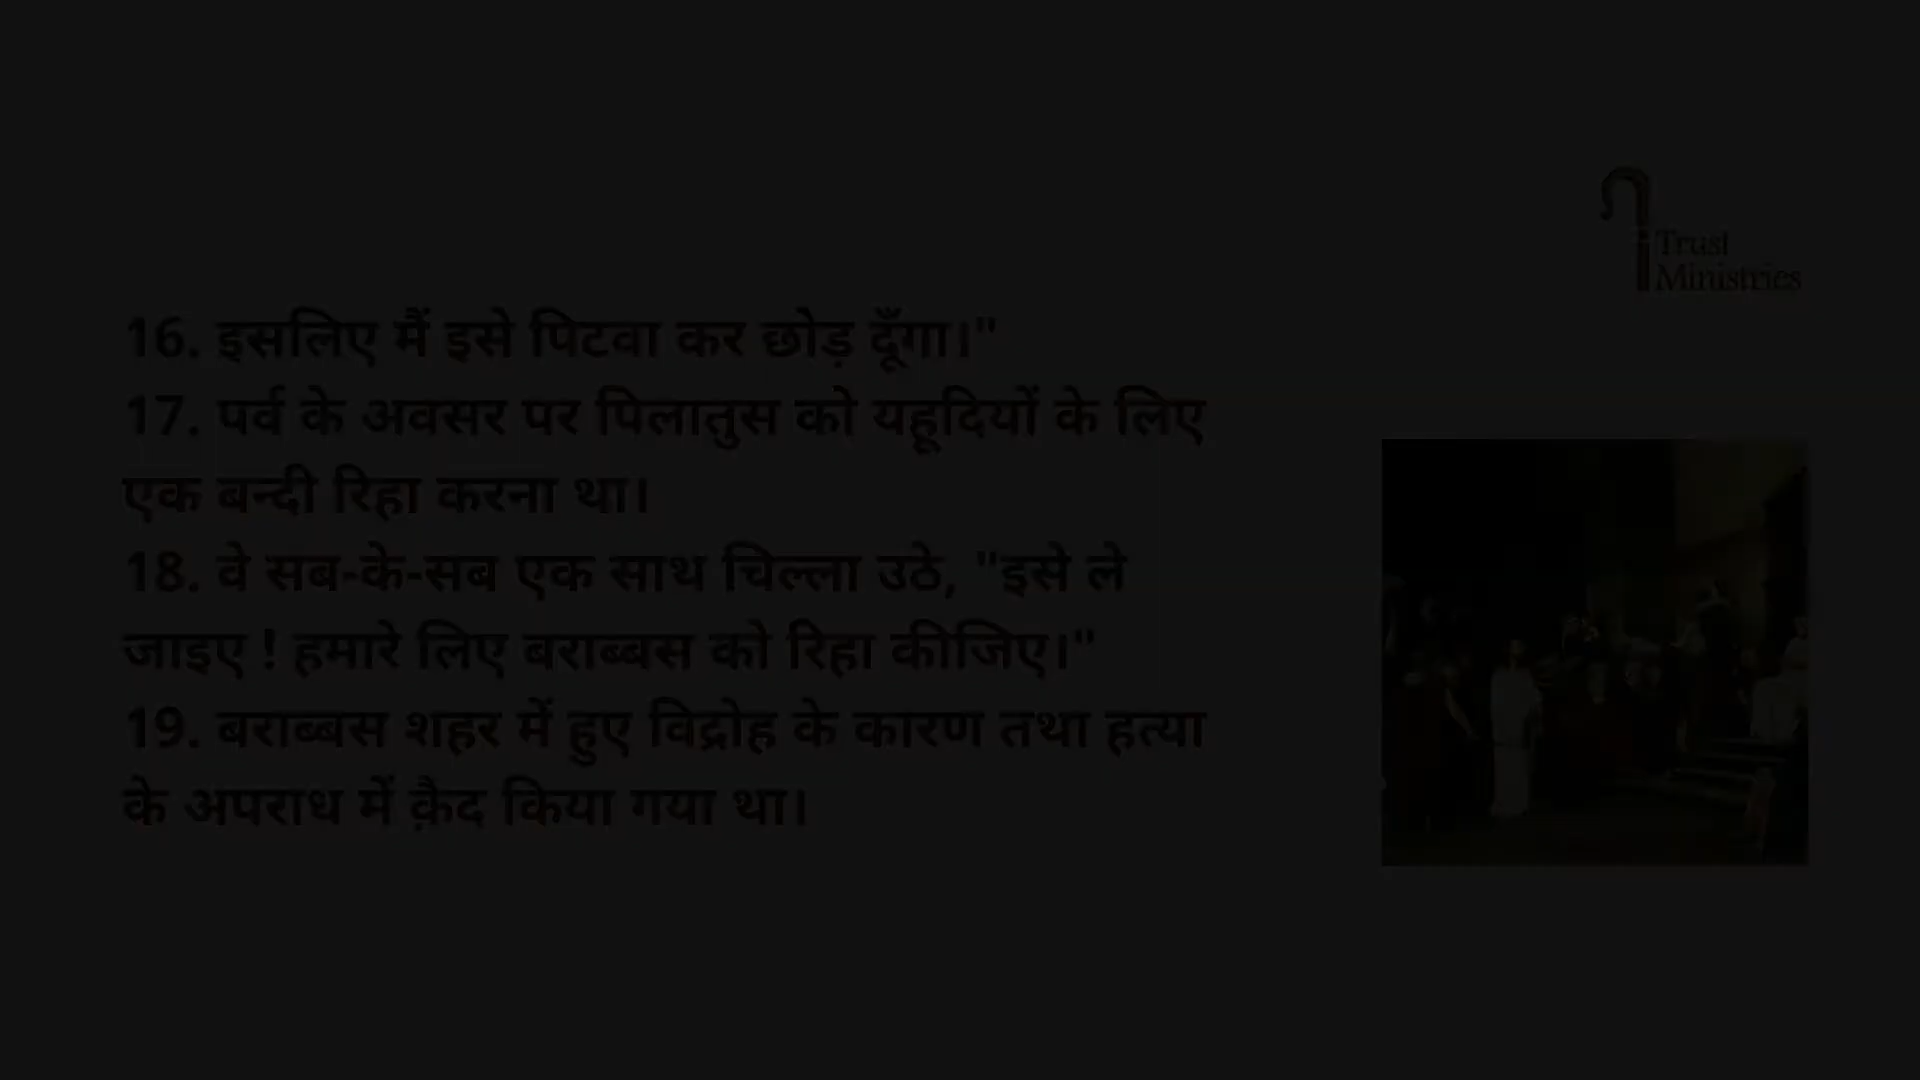 Trust
Ministries
16. इसलिए मैं इसे पिटवा कर छोड़ दूँगा।"
17. पर्व के अवसर पर पिलातुस को यहूदियों के लिए
एक बन्दी रिहा करना था।
18. वे सब-के-सब एक साथ चिल्ला उठे, "इसे ले
जाइए ! हमारे लिए बराब्बस को रिहा कीजिए।"
19. बराब्बस शहर में हुए विद्रोह के कारण तथा हत्या
के अपराध में क़ैद किया गया था।